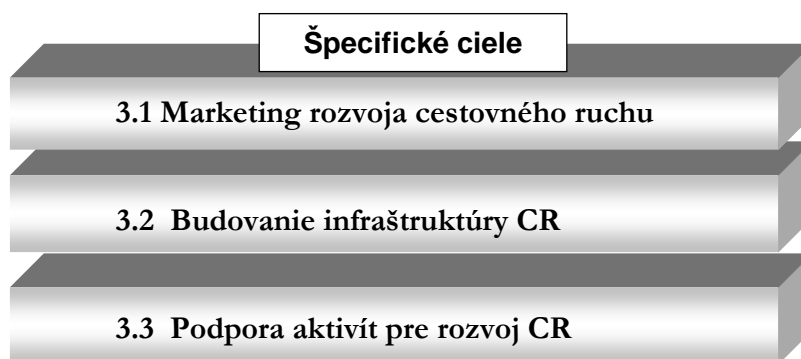 Špecifické ciele
3.1 Marketing rozvoja cestovného ruchu
3.2 Budovanie infraštruktúry CR
3.3 Podpora aktivít pre rozvoj CR